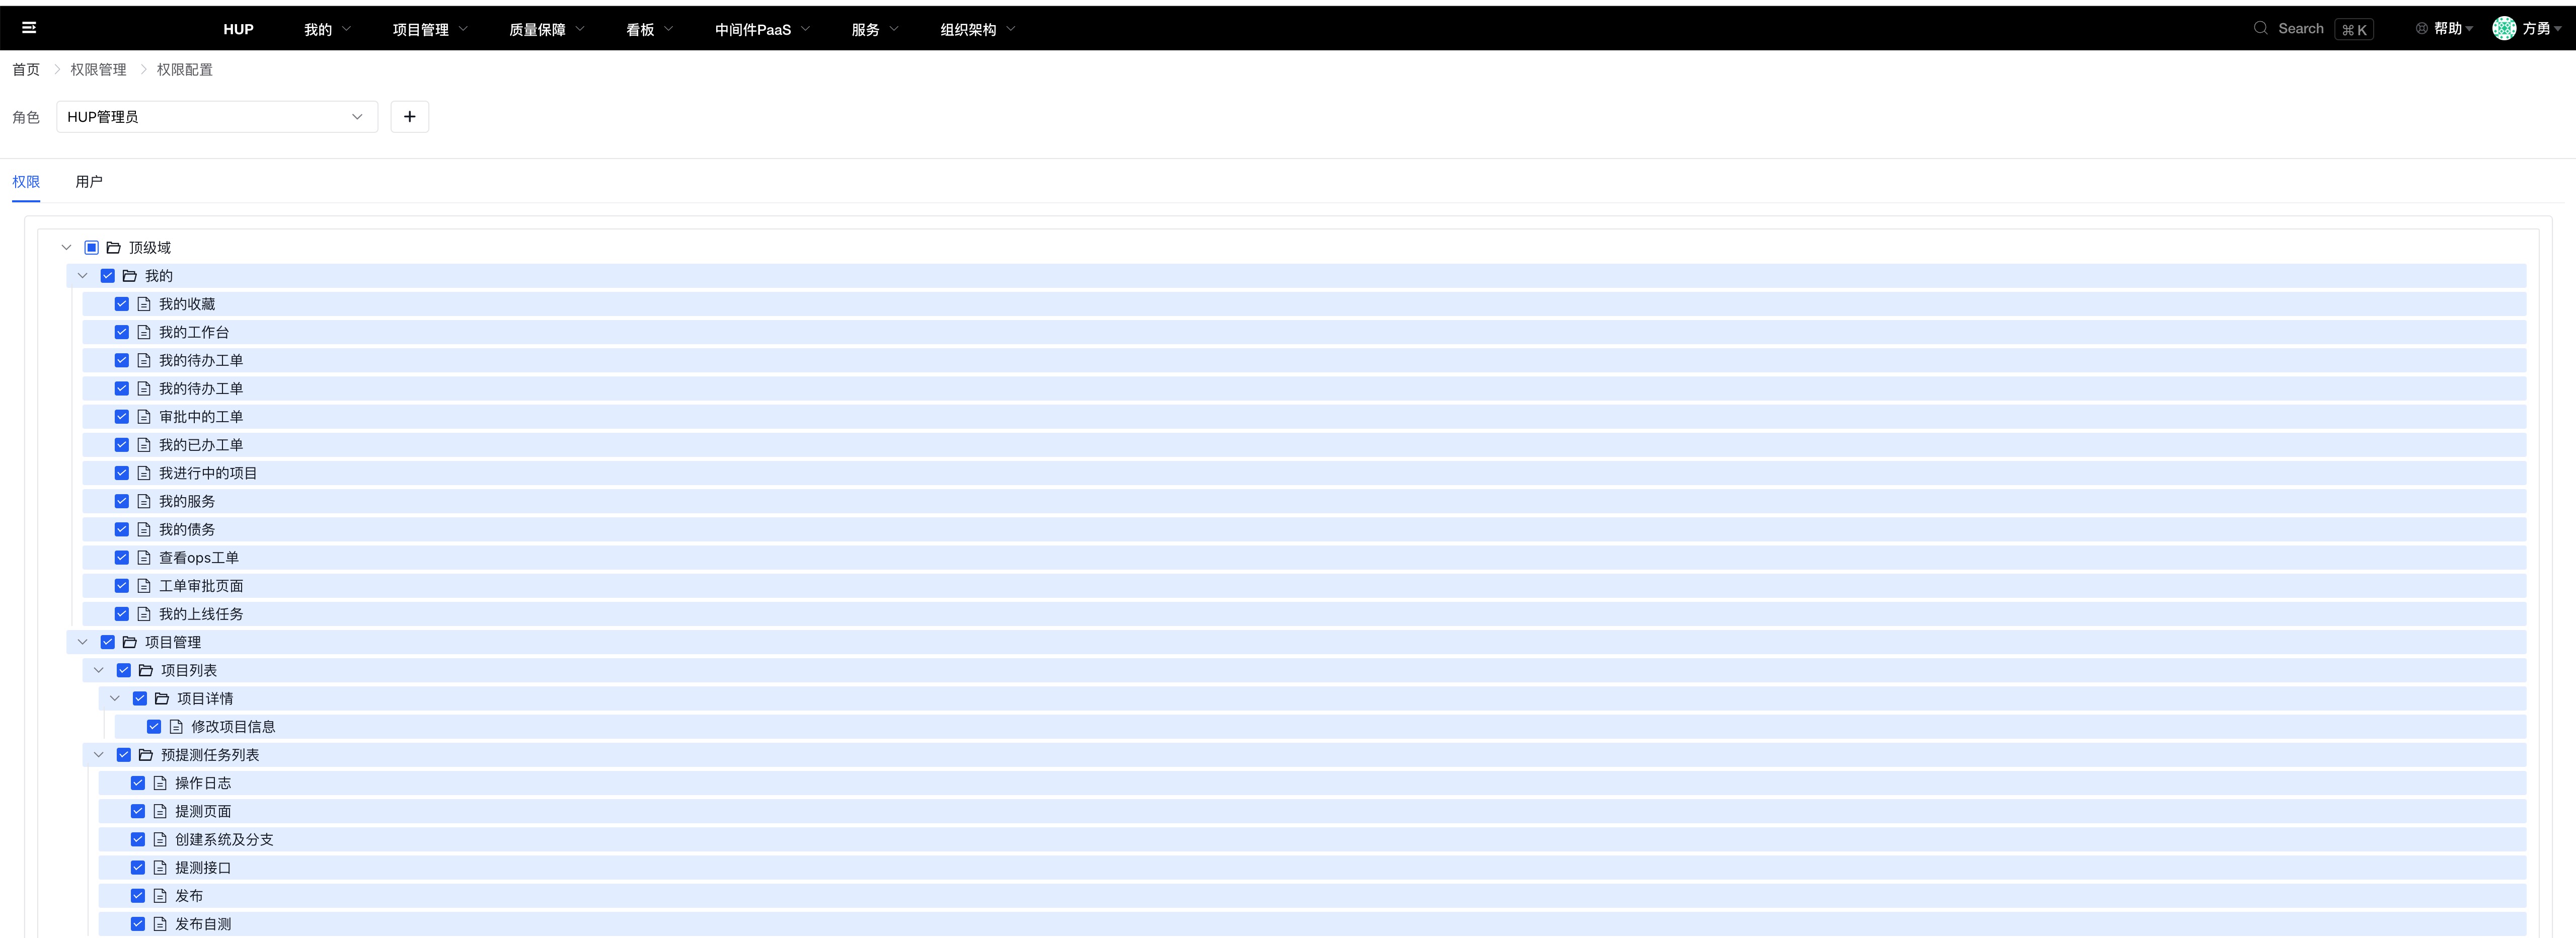 HUP 我的 项目管理 质量保障 看板 中间件PaaS 服务 组织架构 Search ⌘ K 帮助 方勇
首页 权限管理 权限配置
角色 HUP管理员 +
权限 用户
顶级域
我的
我的收藏
我的工作台
我的待办工单
我的待办工单
审批中的工单
我的已办工单
我进行中的项目
我的服务
我的债务
查看ops工单
工单审批页面
我的上线任务
项目管理
项目列表
项目详情
修改项目信息
预提测任务列表
操作日志
提测页面
创建系统及分支
提测接口
发布
发布自测